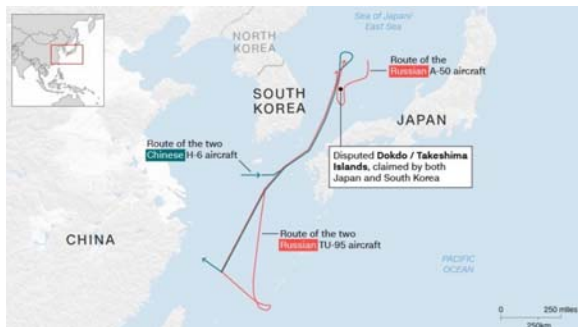 Sea of Japan/
East Sea
NORTH
KOREA
Route of the
Russian A-50 aircraft
SOUTH
KOREA
JAPAN
Route of the two
Chinese H-6 aircraft
Disputed Dokdo / Takeshima
Islands, claimed by both
Japan and South Korea
CHINA
Route of the two
Russian TU-95 aircraft
PACIFIC
OCEAN
0 250 miles
250km